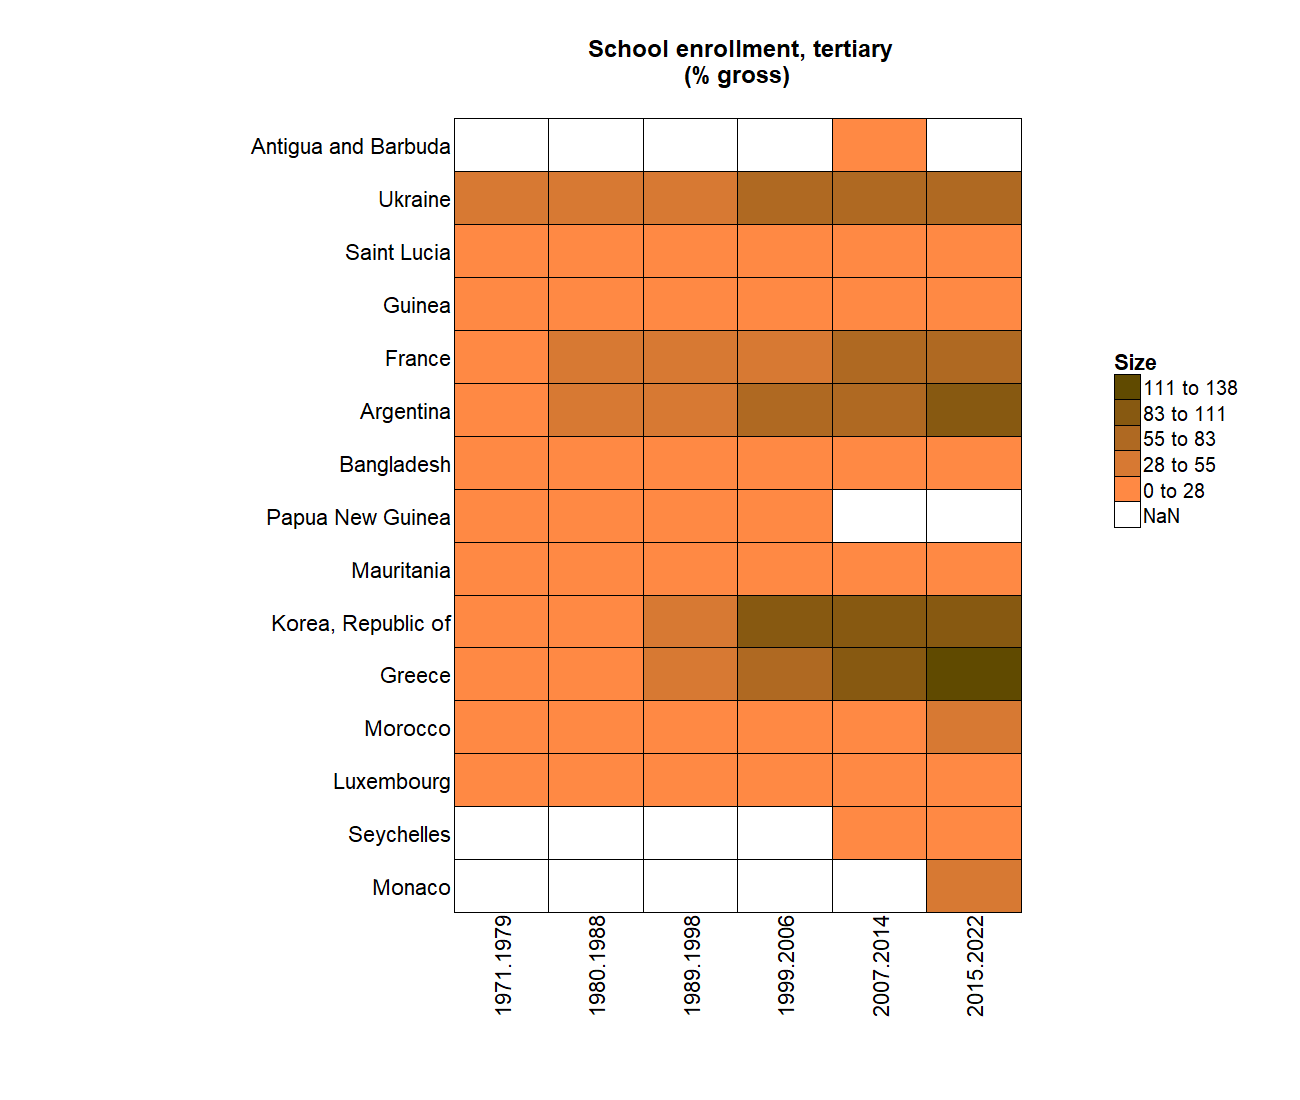 School enrollment, tertiary
(% gross)
Antigua and Barbuda
Ukraine
Saint Lucia
Guinea
France
Argentina
Bangladesh
Papua New Guinea
Mauritania
Korea, Republic of
Greece
Morocco
Luxembourg
Seychelles
Monaco
1971.1979
1980.1988
1989.1998
1999.2006
2007.2014
2015.2022
Size
111 to 138
83 to 111
55 to 83
28 to 55
0 to 28
NaN